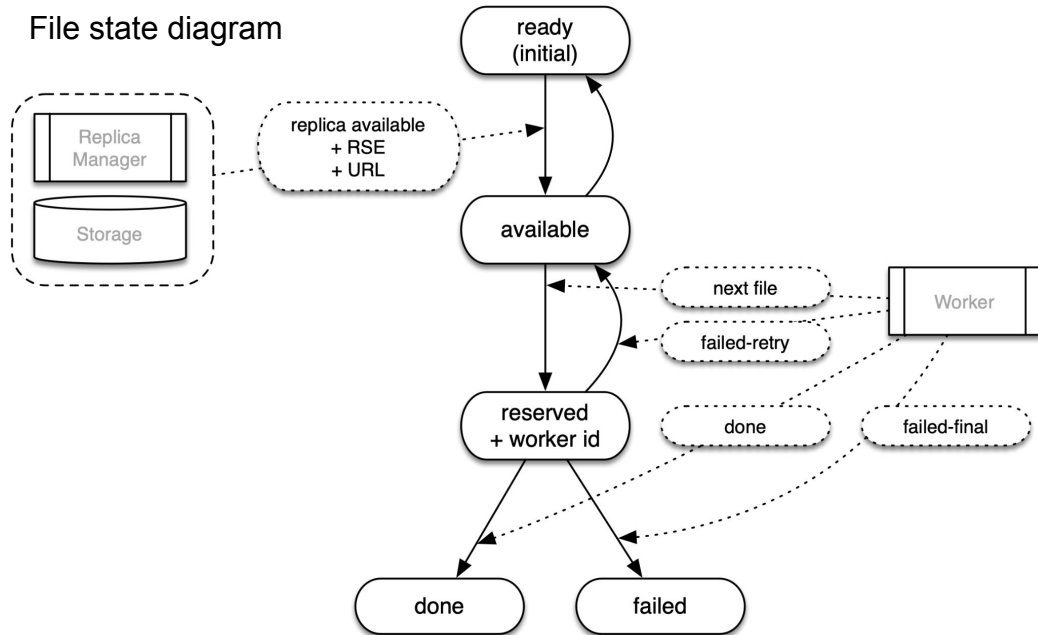 File state diagram
ready
(initial)
Replica
Manager
Storage
replica available
+ RSE
+ URL
available
next file
Worker
failed-retry
reserved
+ worker id
done
failed-final
done
failed